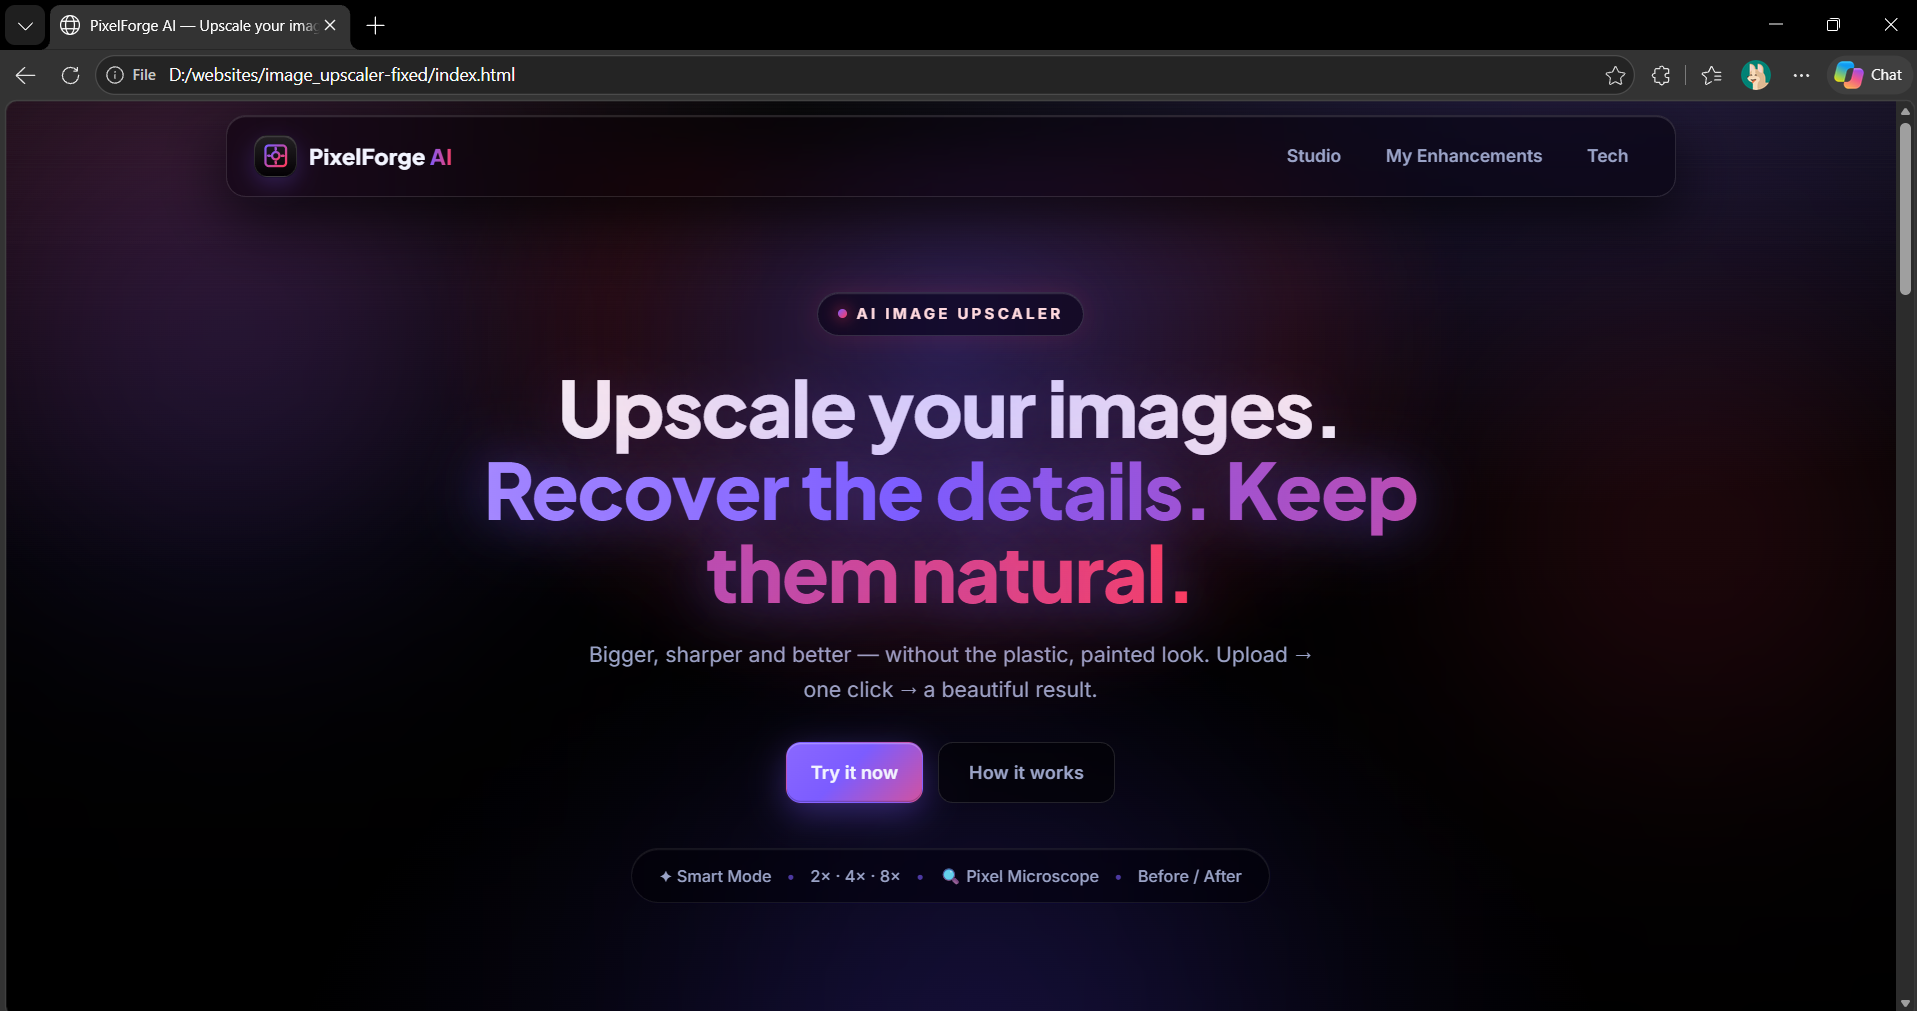 PixelForge AI — Upscale your ima
File D:/websites/image_upscaler-fixed/index.html
Chat
PixelForge AI
Studio My Enhancements Tech
AI IMAGE UPSCALER
Upscale your images.
Recover the details. Keep
them natural.
Bigger, sharper and better — without the plastic, painted look. Upload →
one click → a beautiful result.
Try it now How it works
✦ Smart Mode • 2× · 4× · 8× • 🔍 Pixel Microscope • Before / After